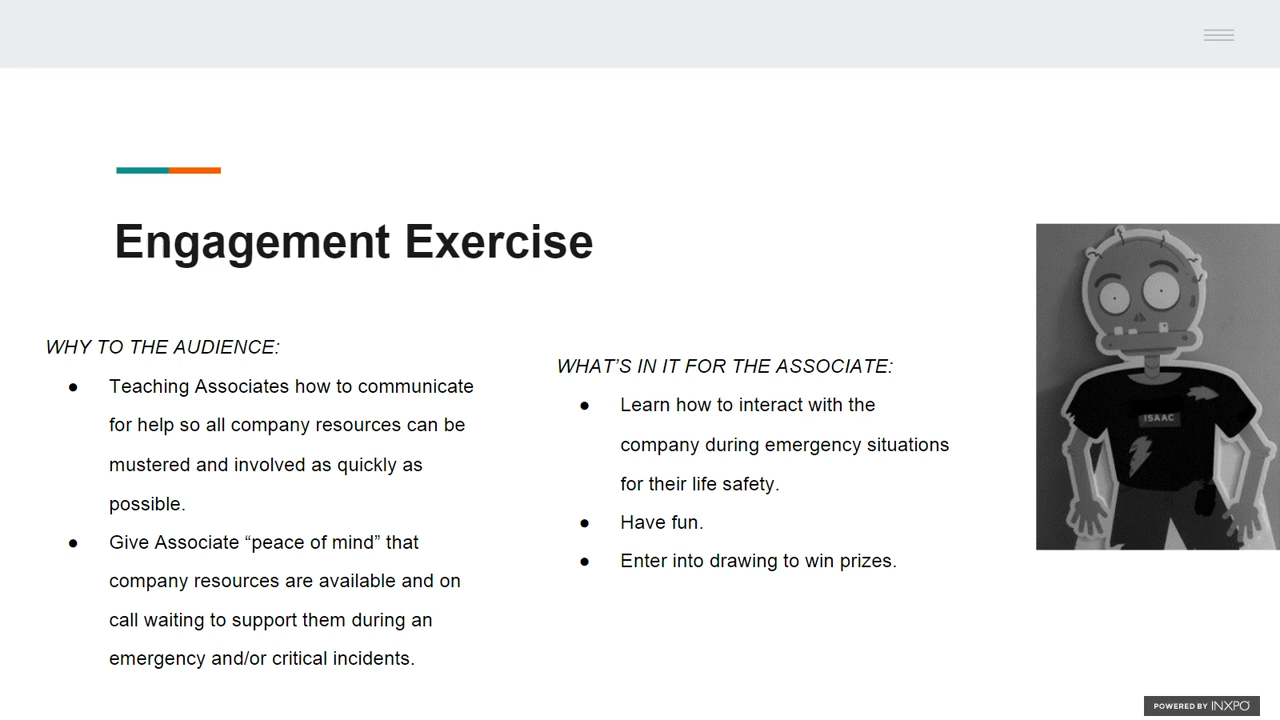 Engagement Exercise
WHY TO THE AUDIENCE:
● Teaching Associates how to communicate
for help so all company resources can be
mustered and involved as quickly as
possible.
● Give Associate “peace of mind” that
company resources are available and on
call waiting to support them during an
emergency and/or critical incidents.
WHAT’S IN IT FOR THE ASSOCIATE:
● Learn how to interact with the
company during emergency situations
for their life safety.
● Have fun.
● Enter into drawing to win prizes.
ISAAC
POWERED BY INXPO